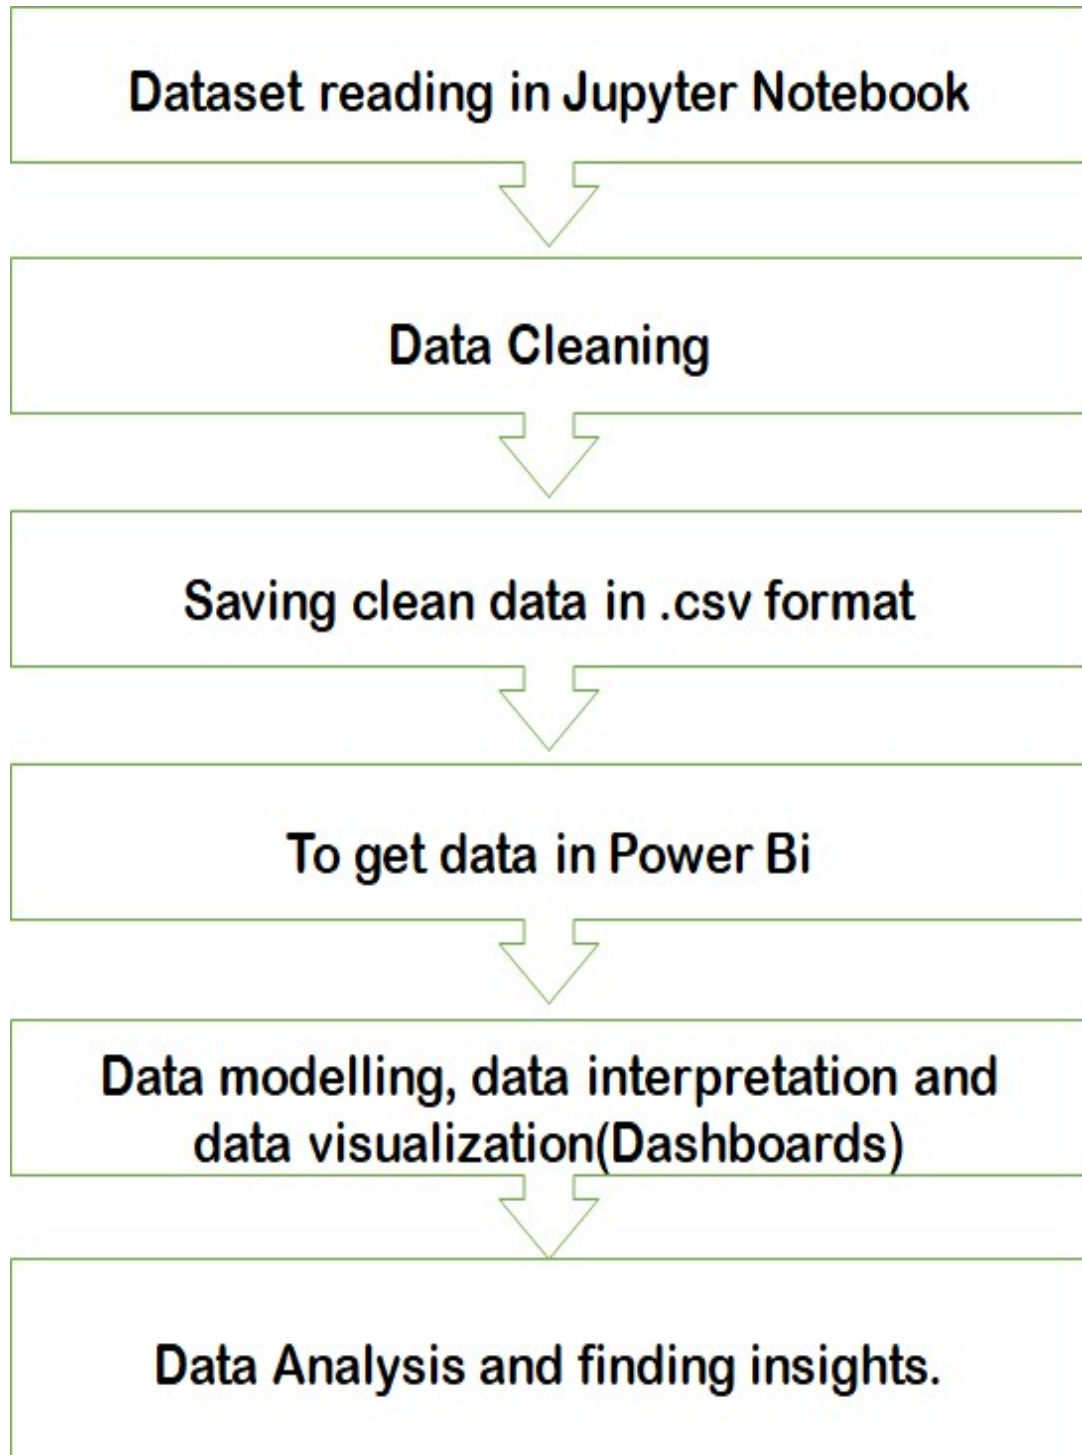 Dataset reading in Jupyter Notebook
Data Cleaning
Saving clean data in .csv format
To get data in Power Bi
Data modelling, data interpretation and
data visualization(Dashboards)
Data Analysis and finding insights.